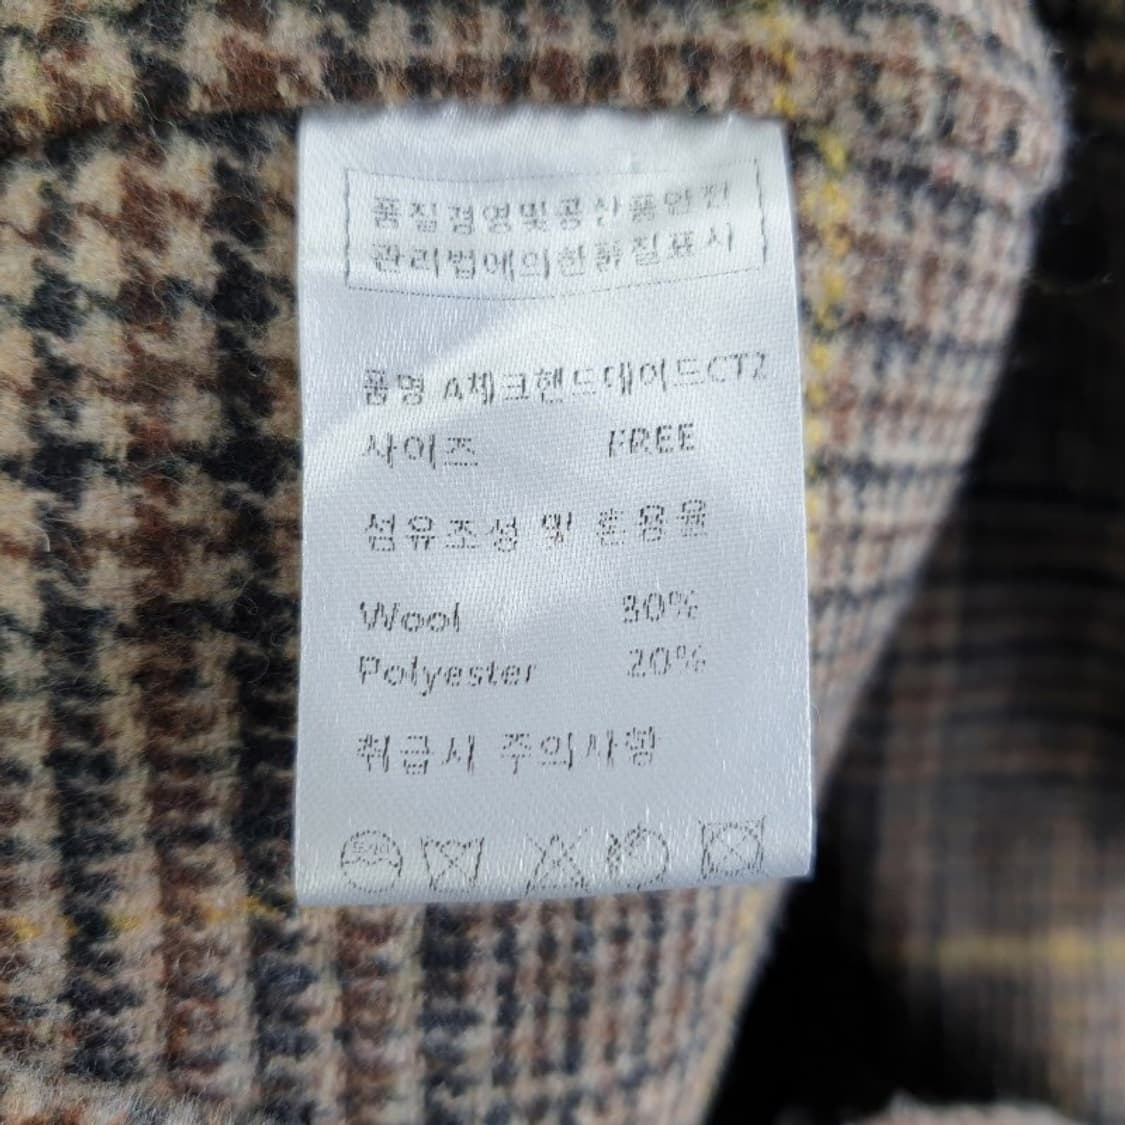 품질경영및공산품안전
관리법에의한품질표시
품명 A체크핸드메이드CT2
사이즈 FREE
섬유조성 및 혼용율
Wool 80%
Polyester 20%
취급시 주의사항